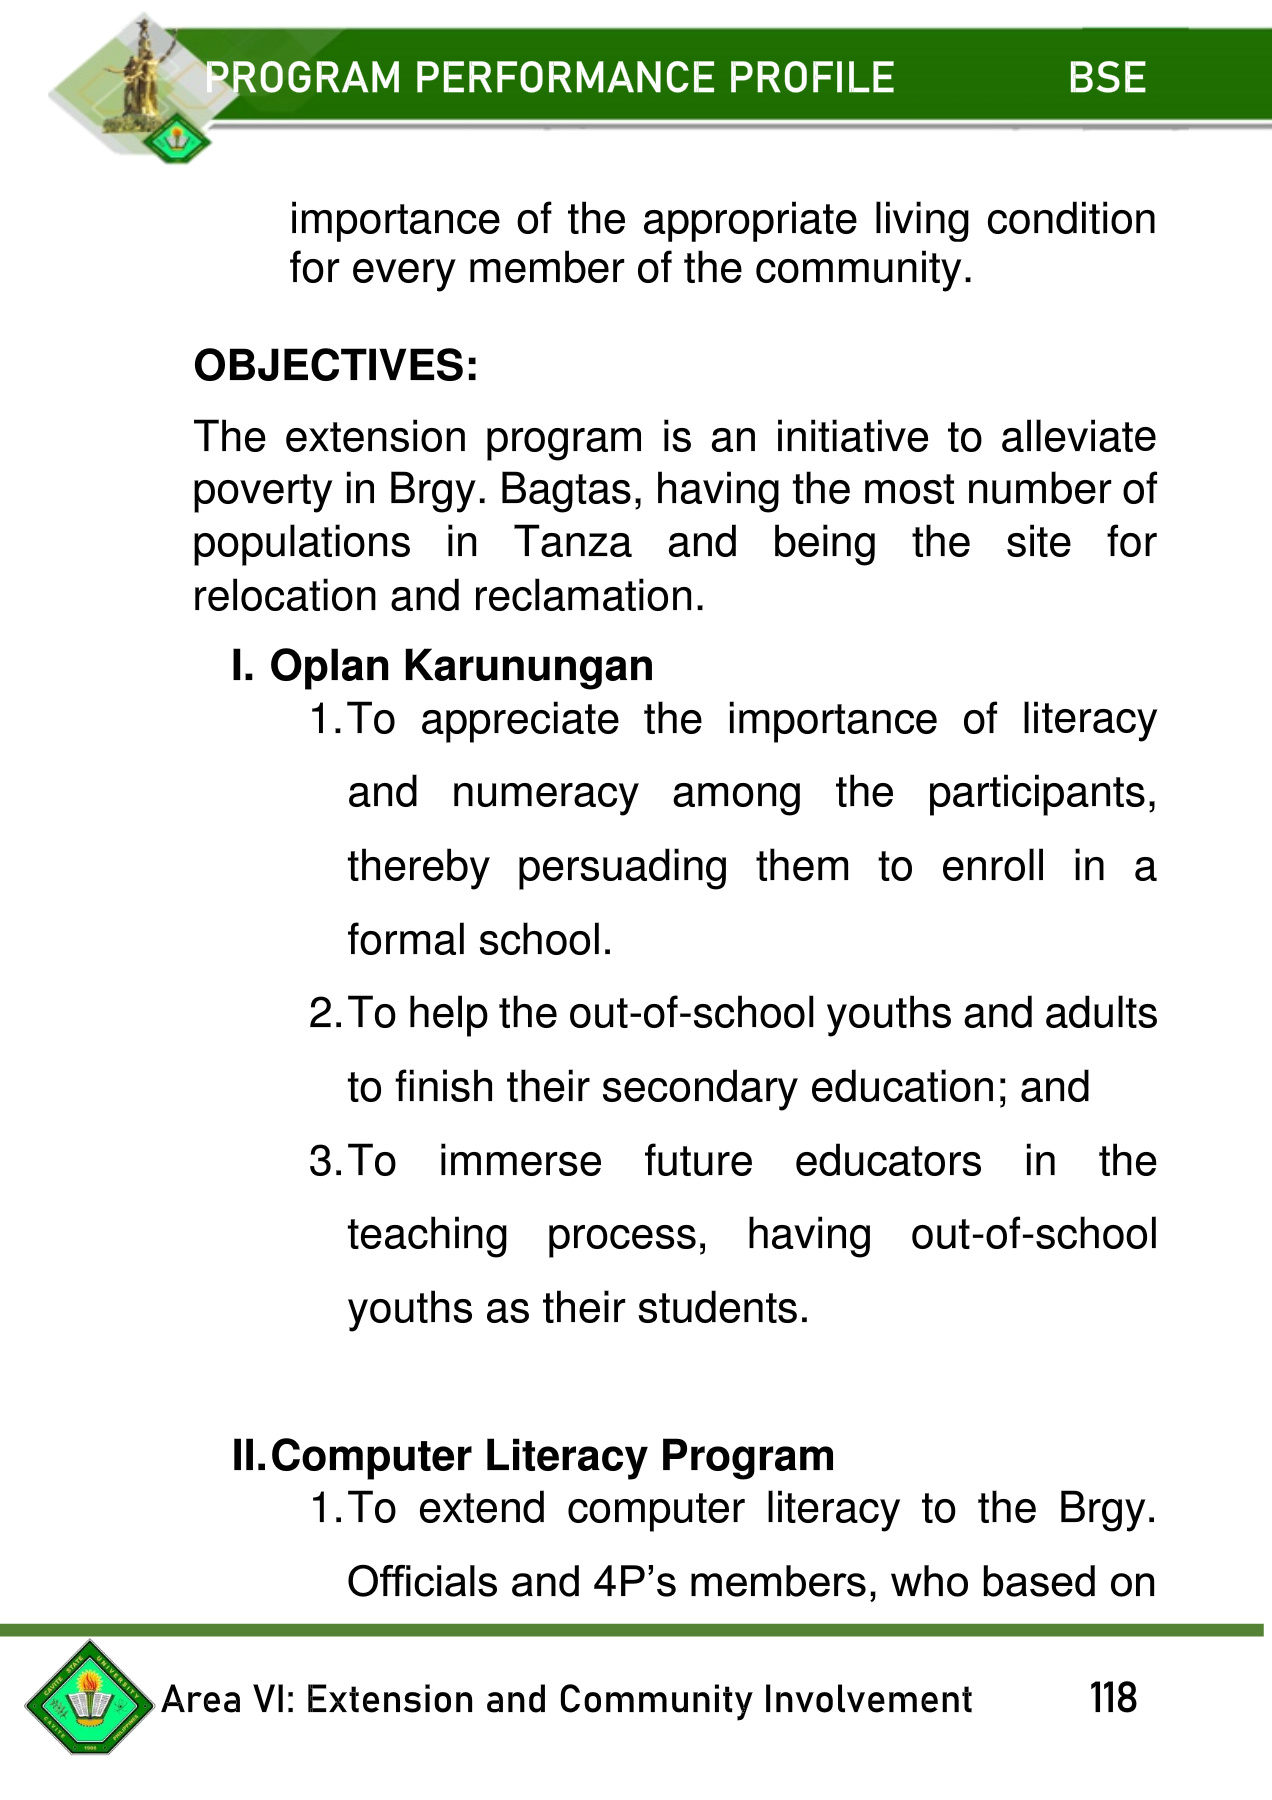 PROGRAM PERFORMANCE PROFILE BSE
importance of the appropriate living condition
for every member of the community.
OBJECTIVES:
The extension program is an initiative to alleviate
poverty in Brgy. Bagtas, having the most number of
populations in Tanza and being the site for
relocation and reclamation.
I. Oplan Karunungan
1. To appreciate the importance of literacy
and numeracy among the participants,
thereby persuading them to enroll in a
formal school.
2. To help the out-of-school youths and adults
to finish their secondary education; and
3. To immerse future educators in the
teaching process, having out-of-school
youths as their students.
II. Computer Literacy Program
1. To extend computer literacy to the Brgy.
Officials and 4P’s members, who based on
CAVITE STATE UNIVERSITY
CAVITE PHILIPPINES
1906
Area VI: Extension and Community Involvement 118